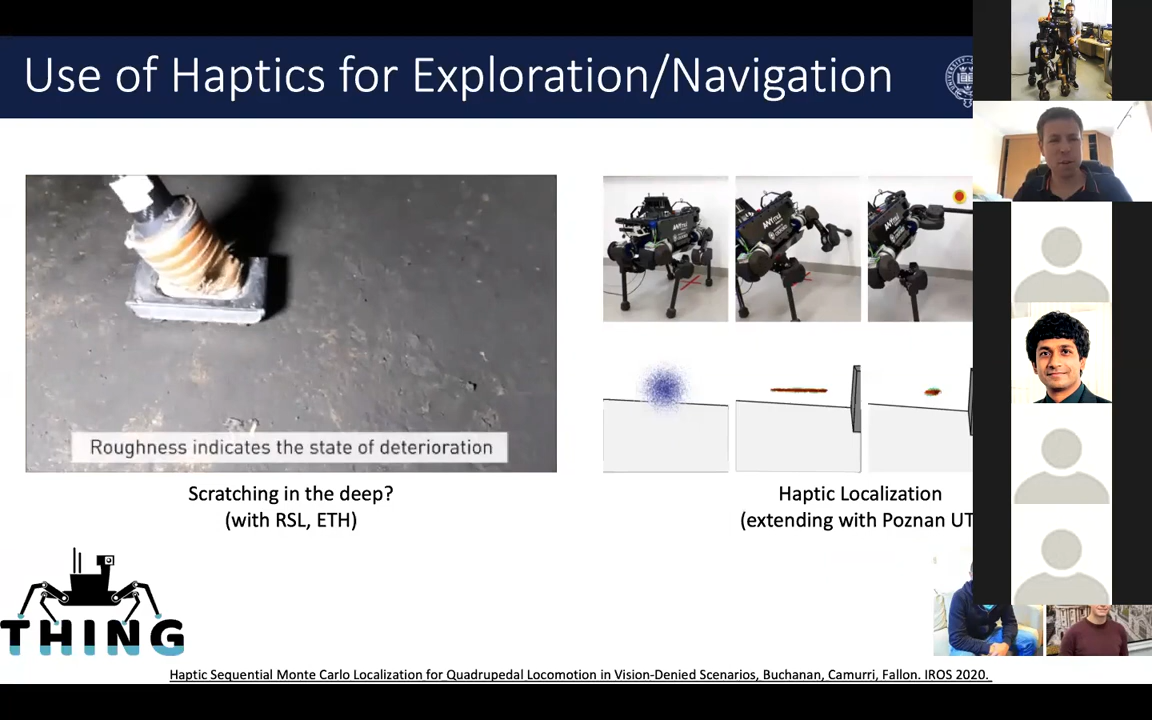 Use of Haptics for Exploration/Navigation
Roughness indicates the state of deterioration
Scratching in the deep?
(with RSL, ETH)
Haptic Localization
(extending with Poznan UT
THING
Haptic Sequential Monte Carlo Localization for Quadrupedal Locomotion in Vision-Denied Scenarios, Buchanan, Camurri, Fallon. IROS 2020.